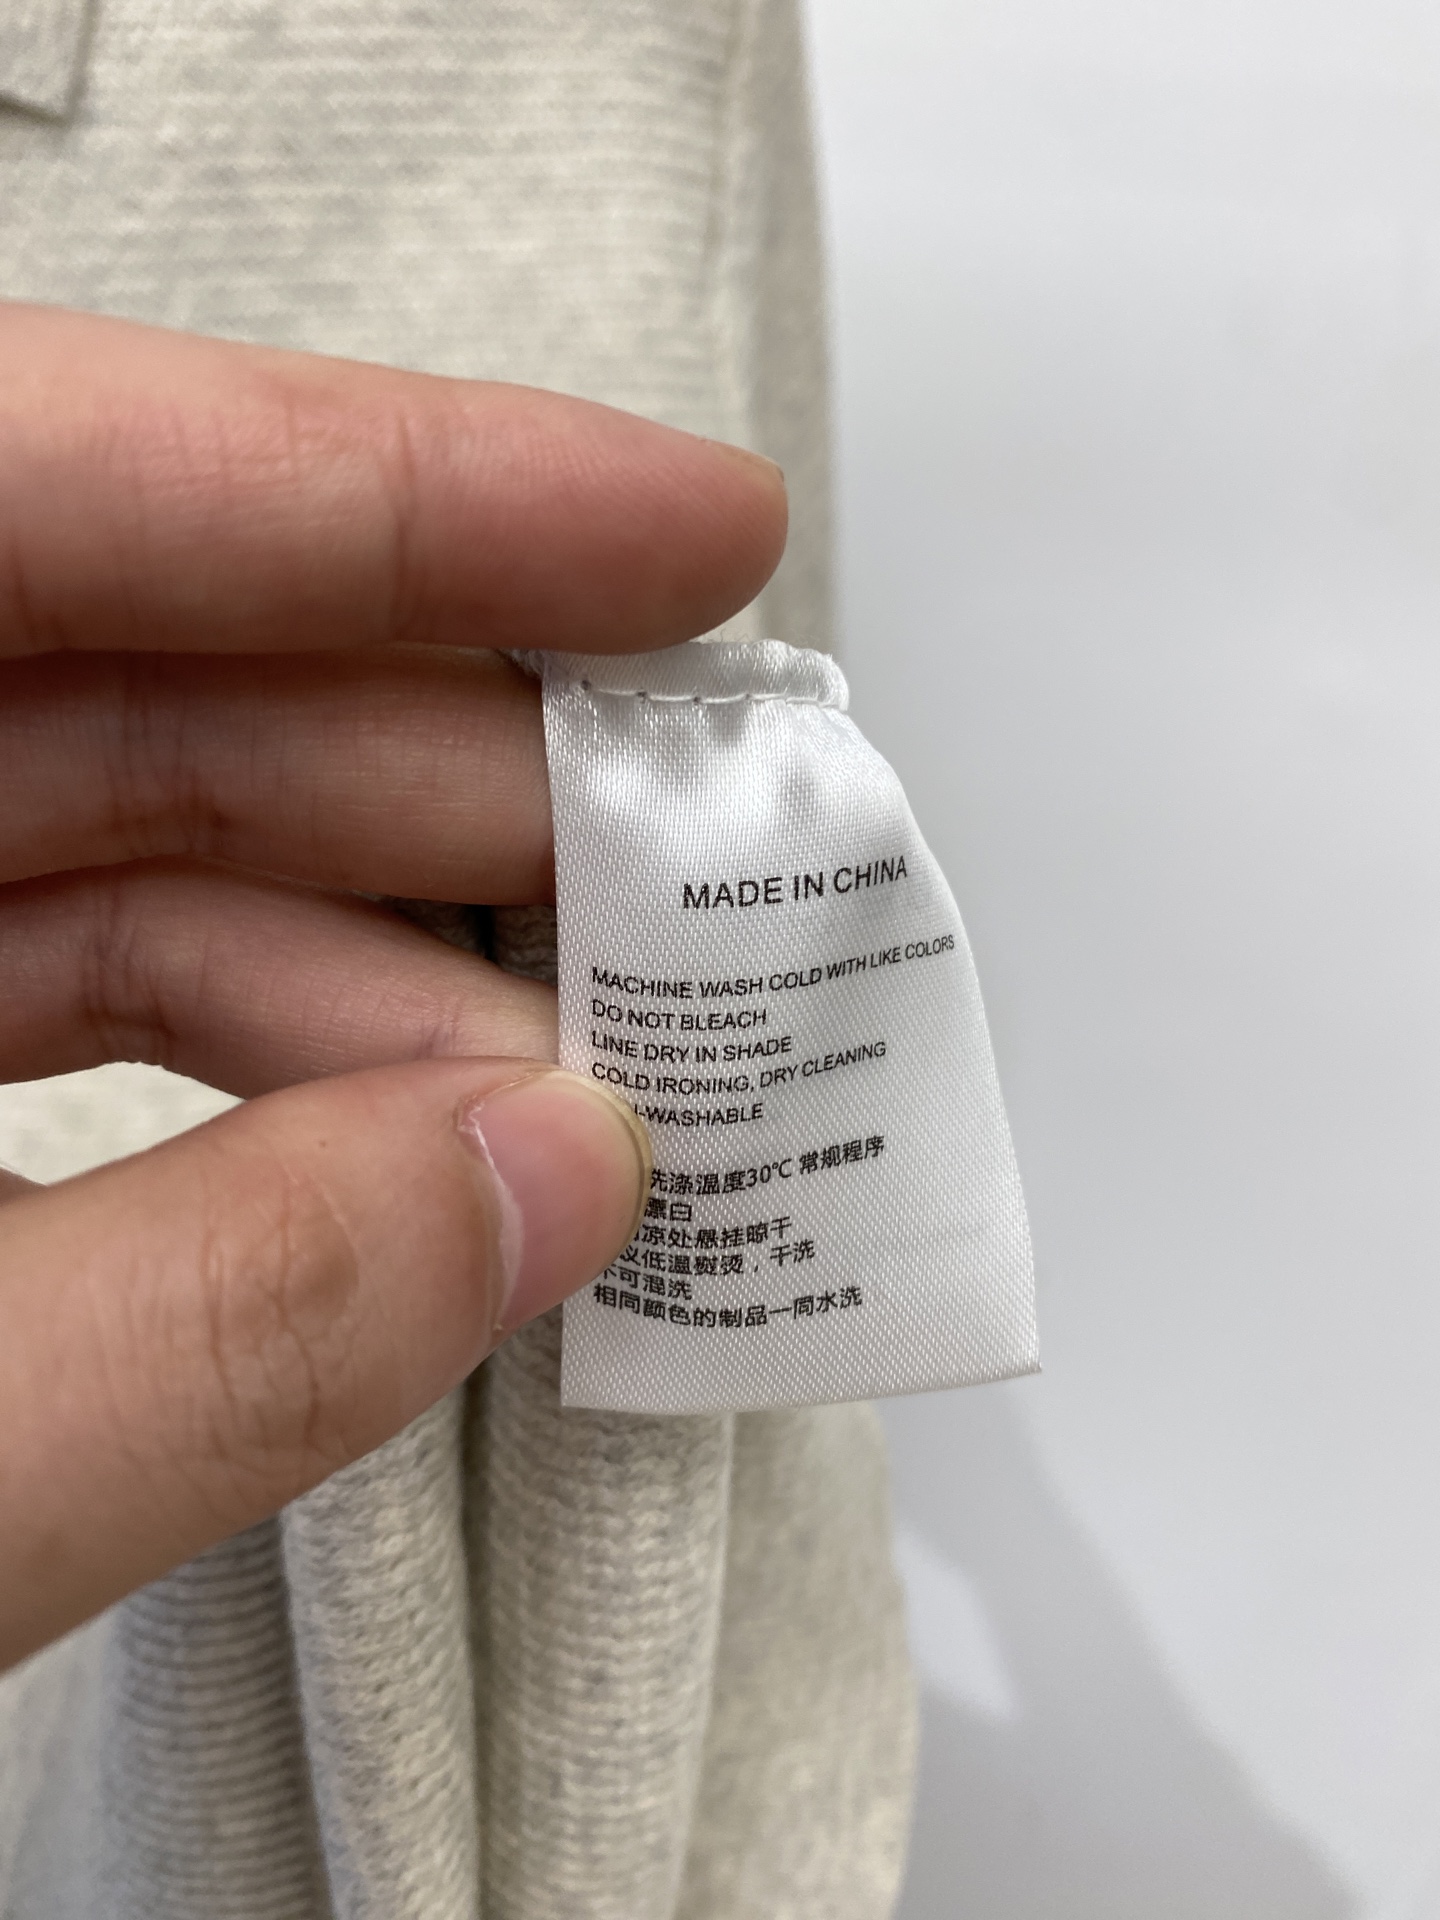 MADE IN CHINA
MACHINE WASH COLD WITH LIKE COLORS
DO NOT BLEACH
LINE DRY IN SHADE
COLD IRONING, DRY CLEANING
-WASHABLE
洗涤温度30℃ 常规程序
漂白
凉处悬挂晾干
议低温熨烫，干洗
不可混洗
相同颜色的制品一同水洗